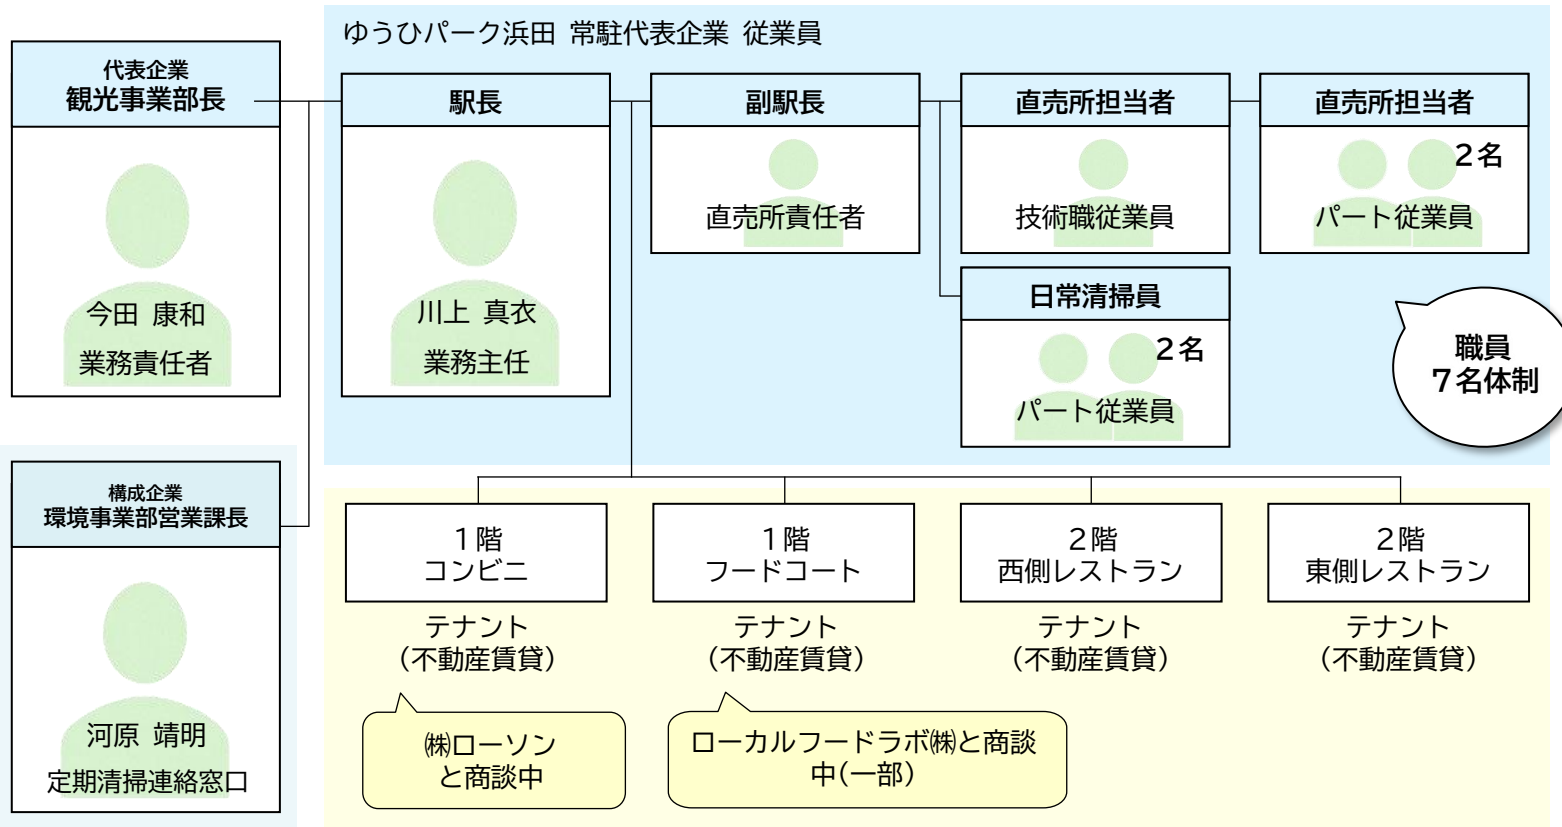 ゆうひパーク浜田 常駐代表企業 従業員
代表企業
観光事業部長
今田 康和
業務責任者
駅長
川上 真衣
業務主任
副駅長
直売所責任者
直売所担当者
技術職従業員
直売所担当者
2名
パート従業員
日常清掃員
2名
パート従業員
職員
7名体制
構成企業
環境事業部営業課長
河原 靖明
定期清掃連絡窓口
1階
コンビニ
テナント
(不動産賃貸)
㈱ローソン
と商談中
1階
フードコート
テナント
(不動産賃貸)
ローカルフードラボ㈱と商談
中(一部)
2階
西側レストラン
テナント
(不動産賃貸)
2階
東側レストラン
テナント
(不動産賃貸)